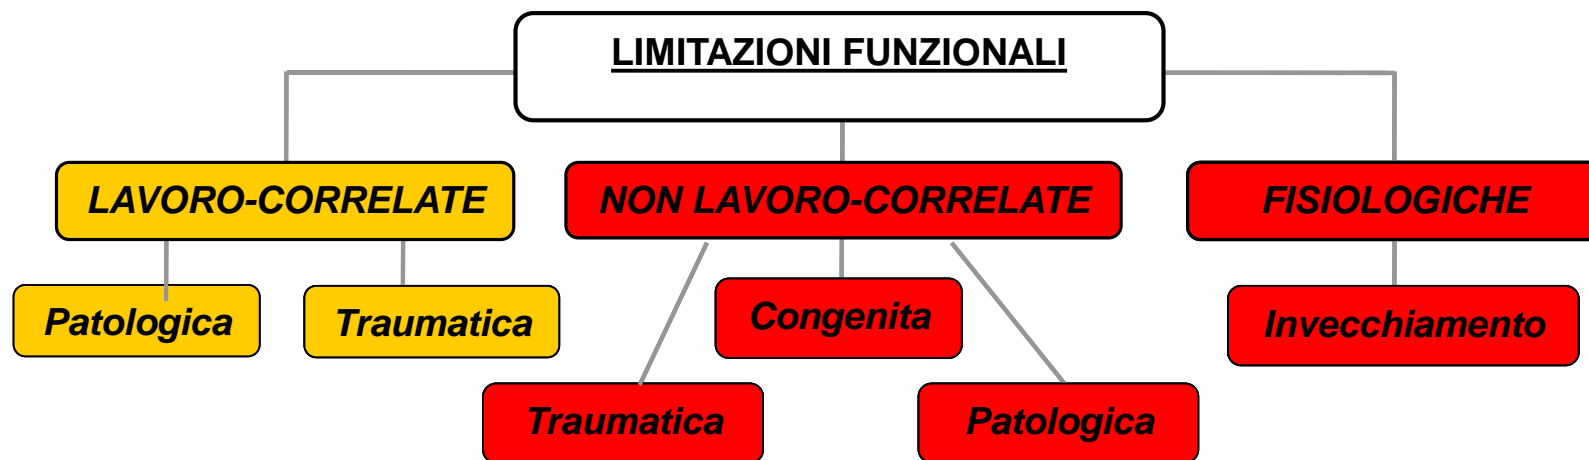 LIMITAZIONI FUNZIONALI
LAVORO-CORRELATE
NON LAVORO-CORRELATE
FISIOLOGICHE
Patologica
Traumatica
Congenita
Invecchiamento
Traumatica
Patologica